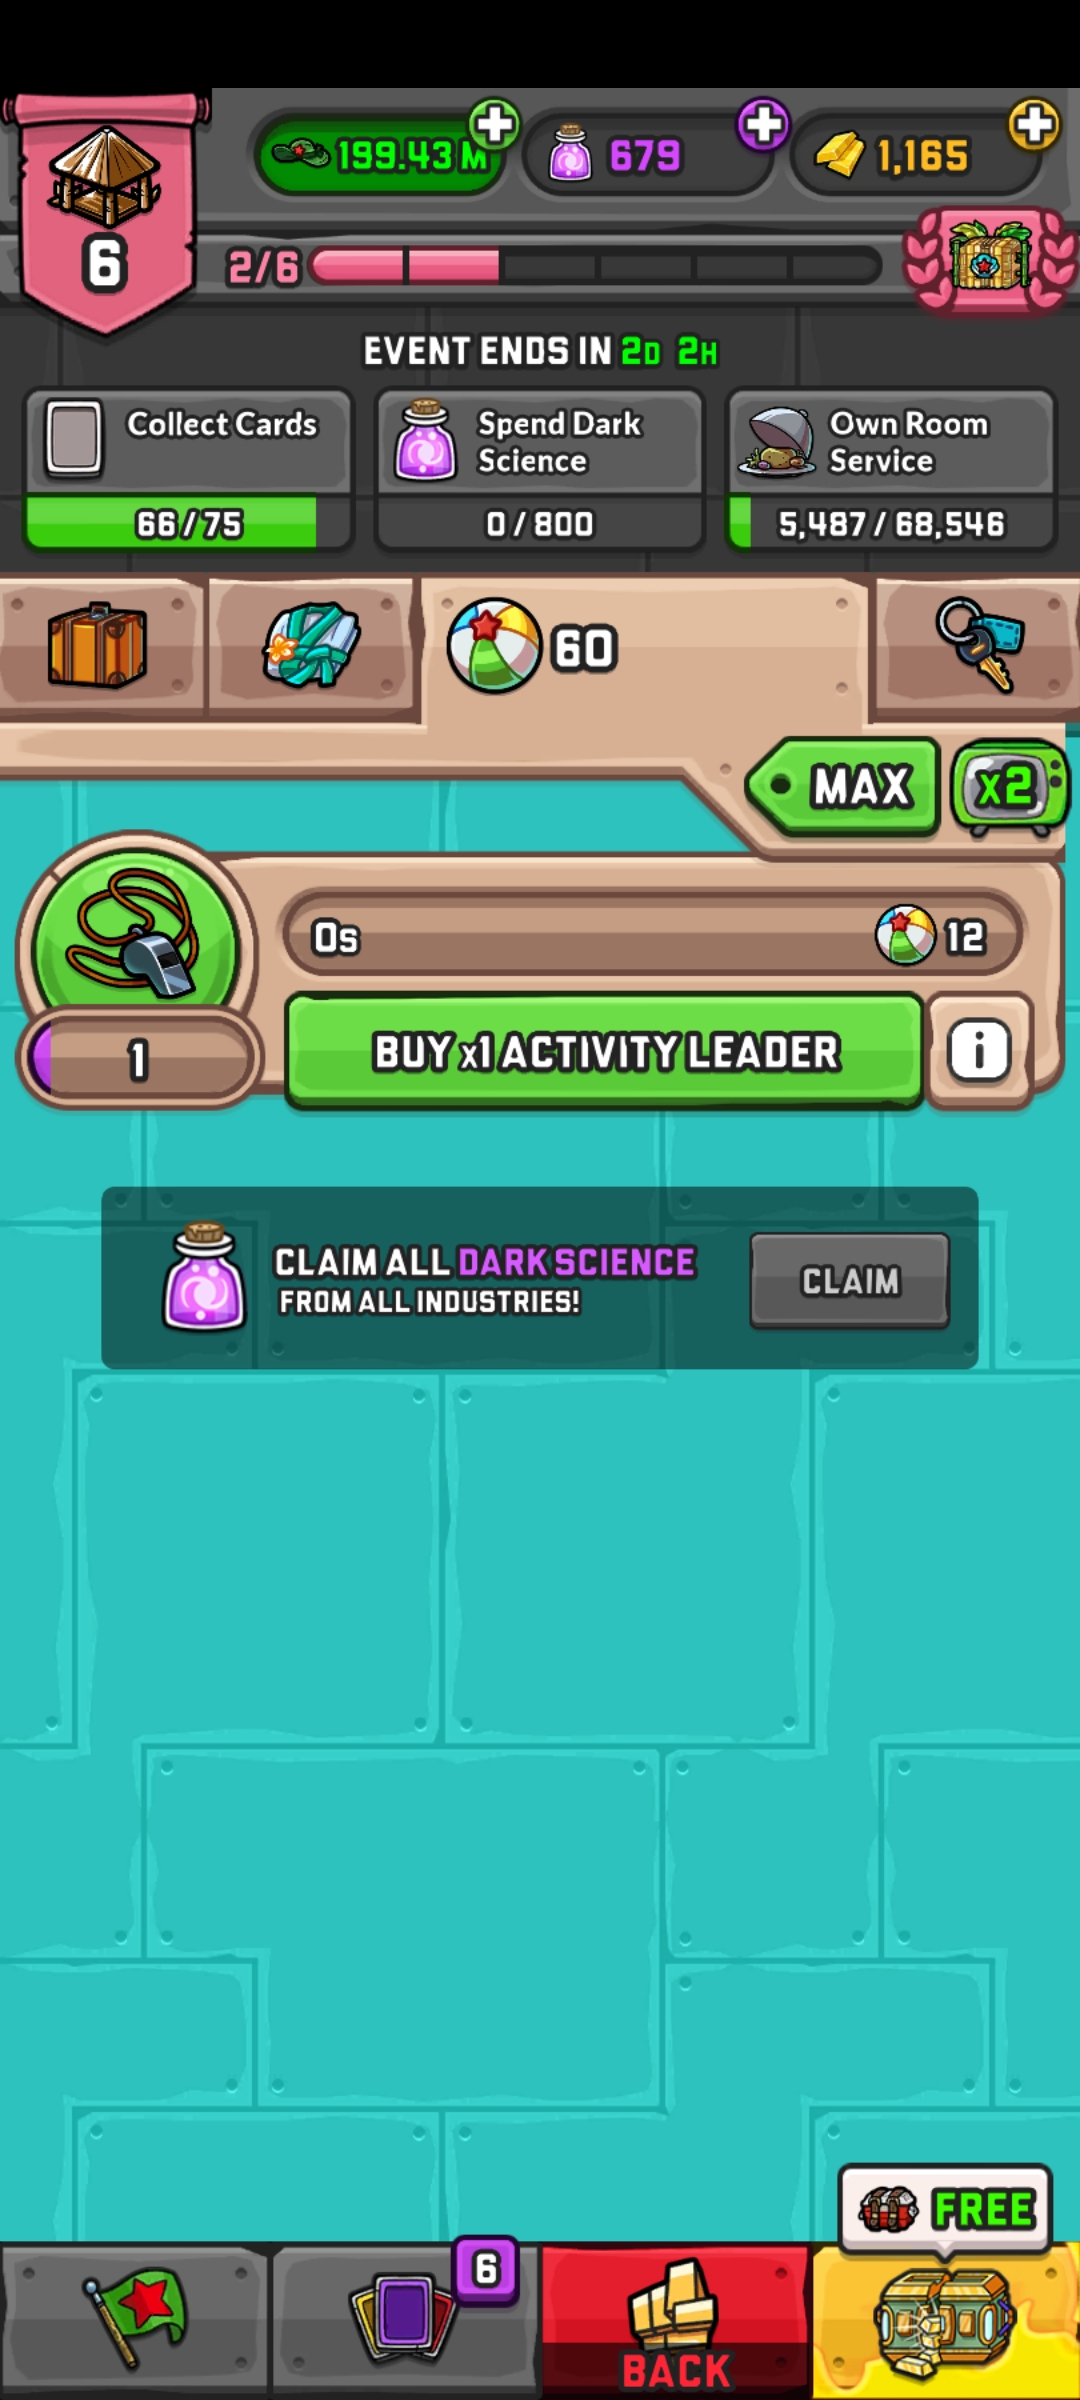 199.43 M
679
1,165
6
2/6
EVENT ENDS IN 2D 2H
Collect Cards
66/75
Spend Dark
Science
0/800
Own Room
Service
5,487/68,546
60
MAX
x2
0s
12
1
BUY x1 ACTIVITY LEADER
i
CLAIM ALL DARK SCIENCE
FROM ALL INDUSTRIES!
CLAIM
FREE
6
BACK